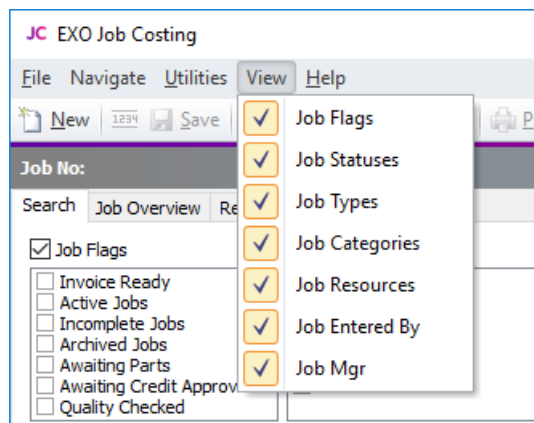 JC EXO Job Costing
File Navigate Utilities View Help
New 1234 Save
Job Flags
Job Statuses
Job Types
Job Categories
Job Resources
Job Entered By
Job Mgr
Job No:
Search Job Overview
Job Flags
Invoice Ready
Active Jobs
Incomplete Jobs
Archived Jobs
Awaiting Parts
Awaiting Credit Approv
Quality Checked